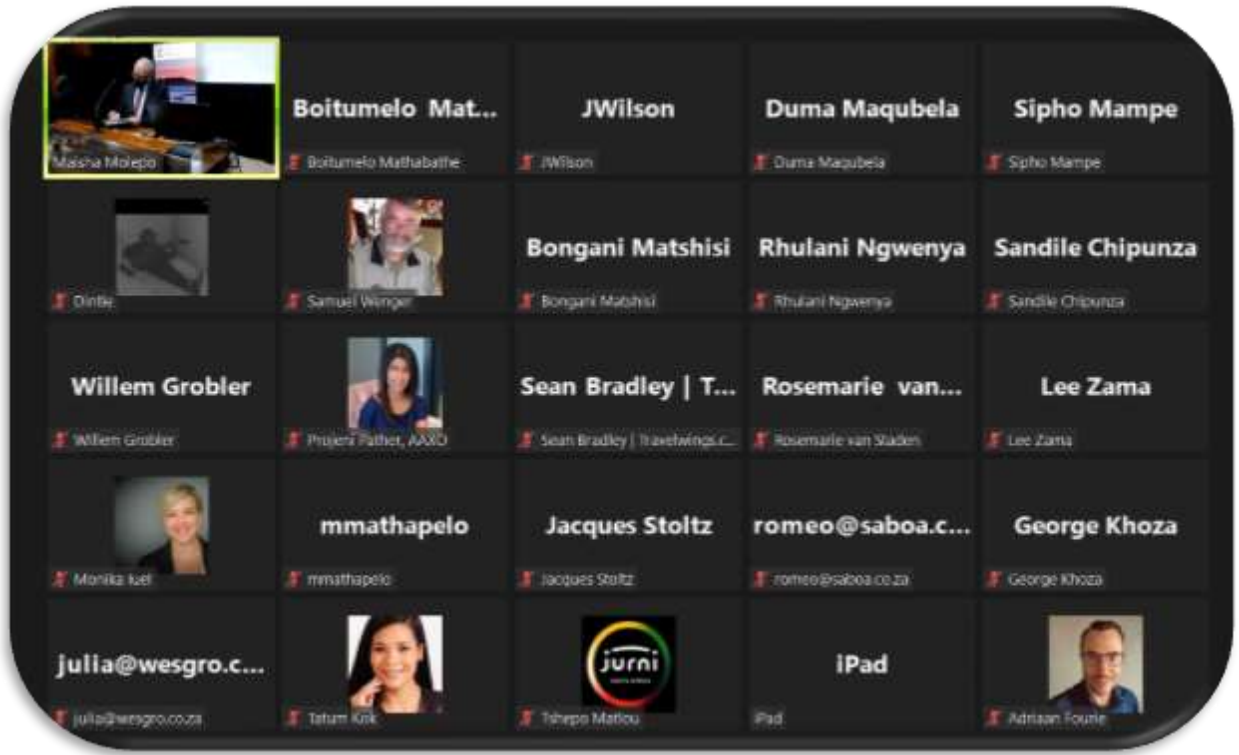 Maisha Molepo
Boitumelo Mat...
Boitumelo Mathabathe
JWilson
JWilson
Duma Maqubela
Duma Maqubela
Sipho Mampe
Sipho Mampe
Dintle
Samuel Wenger
Bongani Matshisi
Bongani Matshisi
Rhulani Ngwenya
Rhulani Ngwenya
Sandile Chipunza
Sandile Chipunza
Willem Grobler
Willem Grobler
Projeni Pather, AAXO
Sean Bradley | T...
Sean Bradley | Travelwings.c...
Rosemarie van...
Rosemarie van Staden
Lee Zama
Lee Zama
Monika Iuel
mmathapelo
mmathapelo
Jacques Stoltz
Jacques Stoltz
romeo@saboa.c...
romeo@saboa.co.za
George Khoza
George Khoza
julia@wesgro.c...
julia@wesgro.co.za
Tatum Kok
jurni
Tshepo Matlou
iPad
iPad
Adriaan Fourie